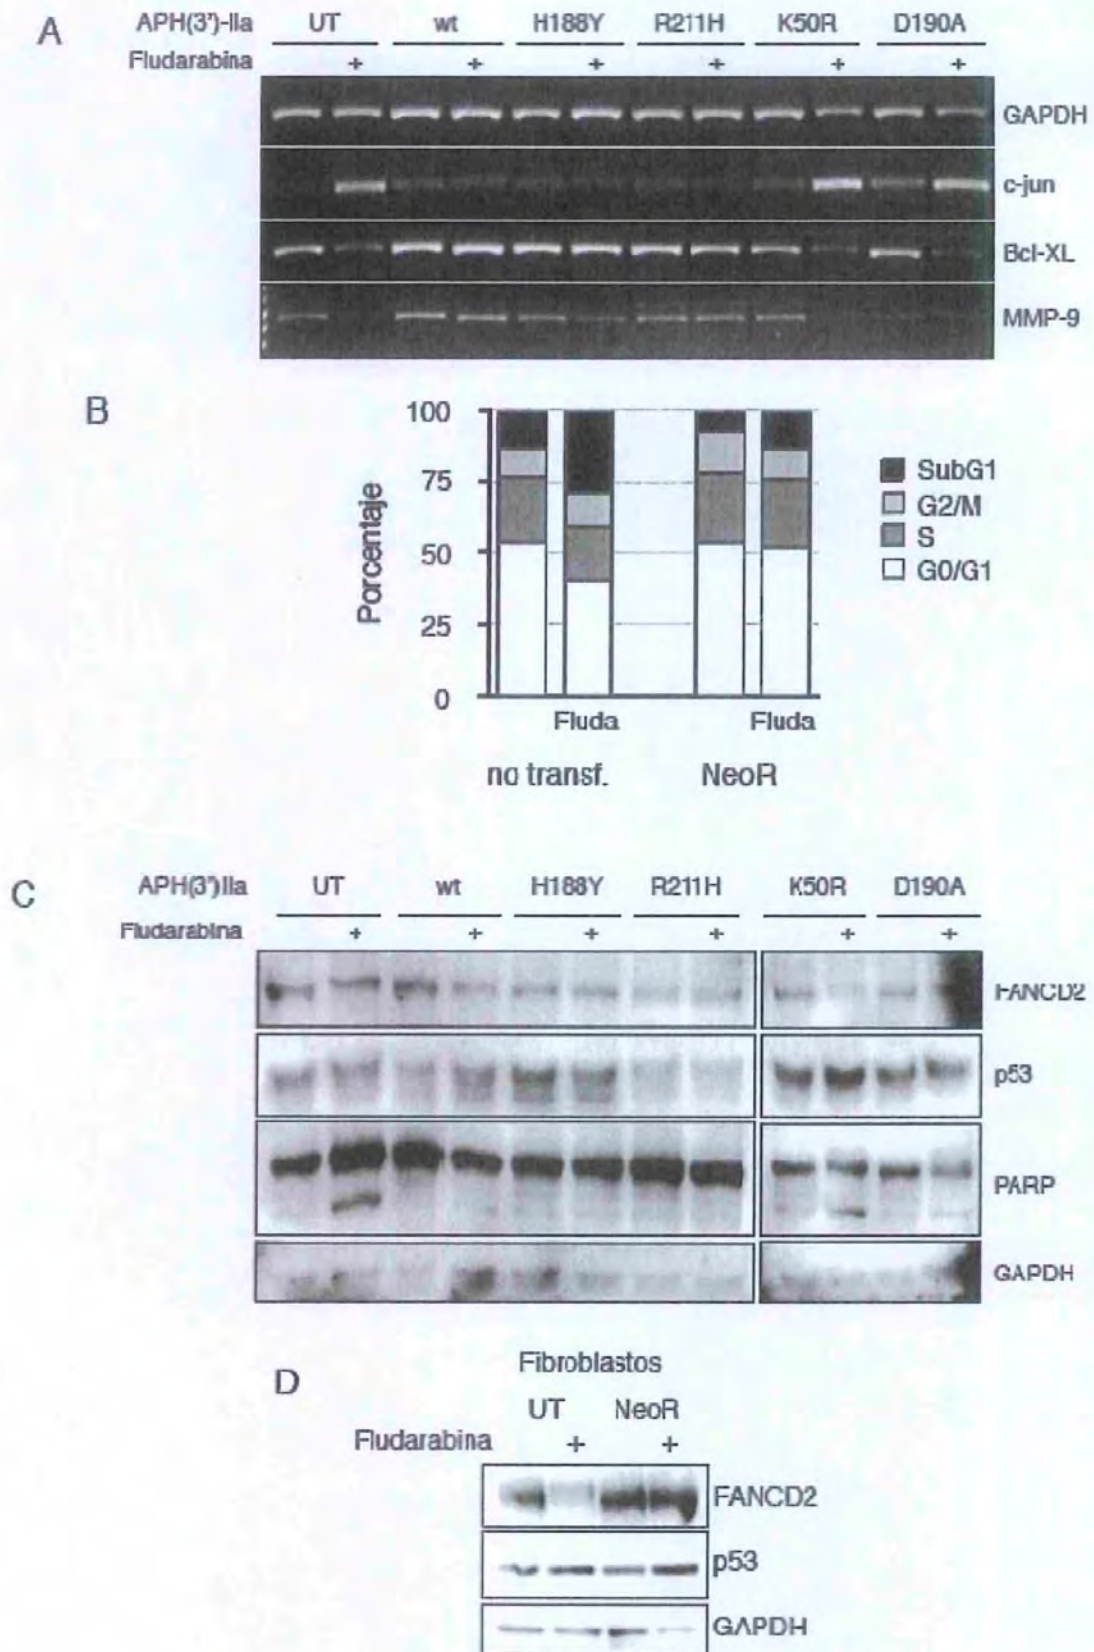 A
APH(3')-IIa UT wt H188Y R211H K50R D190A
Fludarabina + + + + + +
GAPDH
c-jun
Bcl-XL
MMP-9
B
Porcentaje
100
75
50
25
0
Fluda Fluda
no transf. NeoR
SubG1
G2/M
S
G0/G1
C
APH(3')IIa UT wt H188Y R211H K50R D190A
Fludarabina + + + + + +
FANCD2
p53
PARP
GAPDH
D
Fibroblastos
UT NeoR
Fludarabina + +
FANCD2
p53
GAPDH